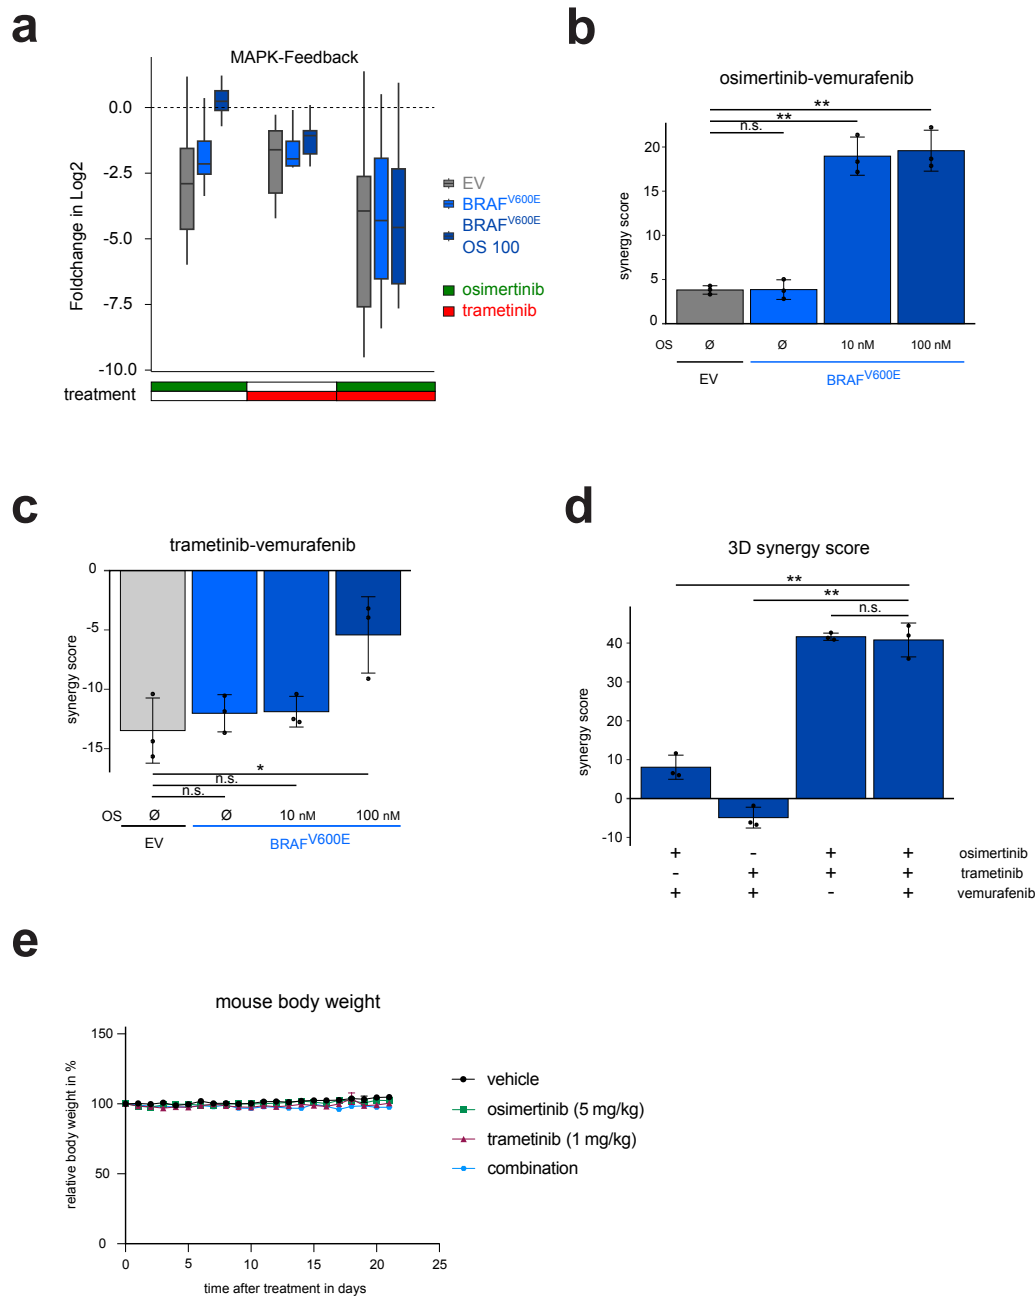 a
MAPK-Feedback
Foldchange in Log2
0.0
-2.5
-5.0
-7.5
-10.0
EV
BRAFV600E
BRAFV600E
OS 100
osimertinib
trametinib
treatment
b
osimertinib-vemurafenib
**
**
n.s.
synergy score
20
15
10
5
0
OS Ø Ø 10 nM 100 nM
EV BRAFV600E
c
trametinib-vemurafenib
synergy score
0
-5
-10
-15
*
n.s.
n.s.
OS Ø Ø 10 nM 100 nM
EV BRAFV600E
d
3D synergy score
**
**
n.s.
synergy score
40
30
20
10
0
-10
+ - + + osimertinib
- + + + trametinib
+ + - + vemurafenib
e
mouse body weight
relative body weight in %
150
100
50
0
0 5 10 15 20 25
time after treatment in days
vehicle
osimertinib (5 mg/kg)
trametinib (1 mg/kg)
combination